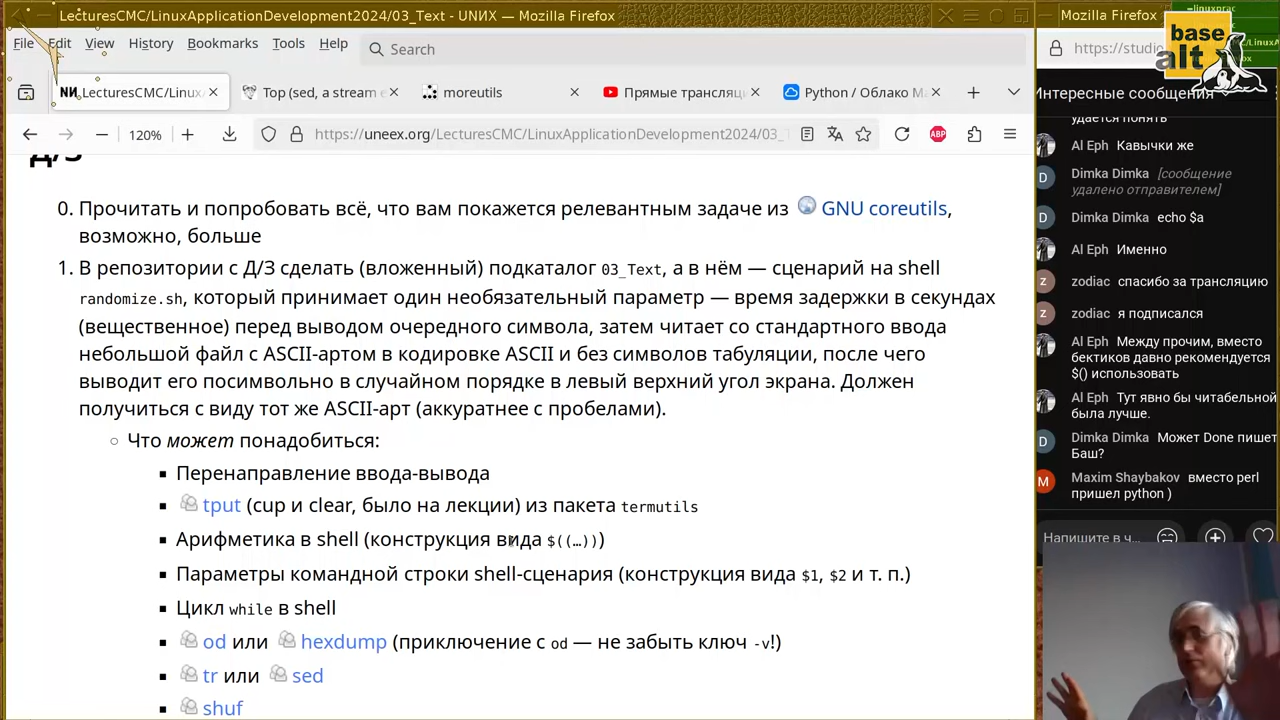 LecturesCMC/LinuxApplicationDevelopment2024/03_Text - UNИX — Mozilla Firefox
File Edit View History Bookmarks Tools Help
Search
LecturesCMC/Linux
Top (sed, a stream e
moreutils
Прямые трансляц
Python / Облако M
120%
https://uneex.org/LecturesCMC/LinuxApplicationDevelopment2024/03_T
Д/З
0. Прочитать и попробовать всё, что вам покажется релевантным задаче из GNU coreutils,
возможно, больше
1. В репозитории с Д/З сделать (вложенный) подкаталог 03_Text, а в нём — сценарий на shell
randomize.sh, который принимает один необязательный параметр — время задержки в секундах
(вещественное) перед выводом очередного символа, затем читает со стандартного ввода
небольшой файл с ASCII-артом в кодировке ASCII и без символов табуляции, после чего
выводит его посимвольно в случайном порядке в левый верхний угол экрана. Должен
получиться с виду тот же ASCII-арт (аккуратнее с пробелами).
Что может понадобиться:
Перенаправление ввода-вывода
tput (cup и clear, было на лекции) из пакета termutils
Арифметика в shell (конструкция вида $((…)))
Параметры командной строки shell-сценария (конструкция вида $1, $2 и т. п.)
Цикл while в shell
od или hexdump (приключение с od — не забыть ключ -v!)
tr или sed
shuf
Mozilla Firefox
https://studio
base
alt
Интересные сообщения
удается понять
Al Eph Кавычки же
Dimka Dimka [сообщение
удалено отправителем]
Dimka Dimka echo $a
Al Eph Именно
zodiac спасибо за трансляцию
zodiac я подписался
Al Eph Между прочим, вместо
бектиков давно рекомендуется
$() использовать
Al Eph Тут явно бы читабельной
была лучше.
Dimka Dimka Может Done пишет
Баш?
Maxim Shaybakov вместо perl
пришел python )
Напишите в ч…